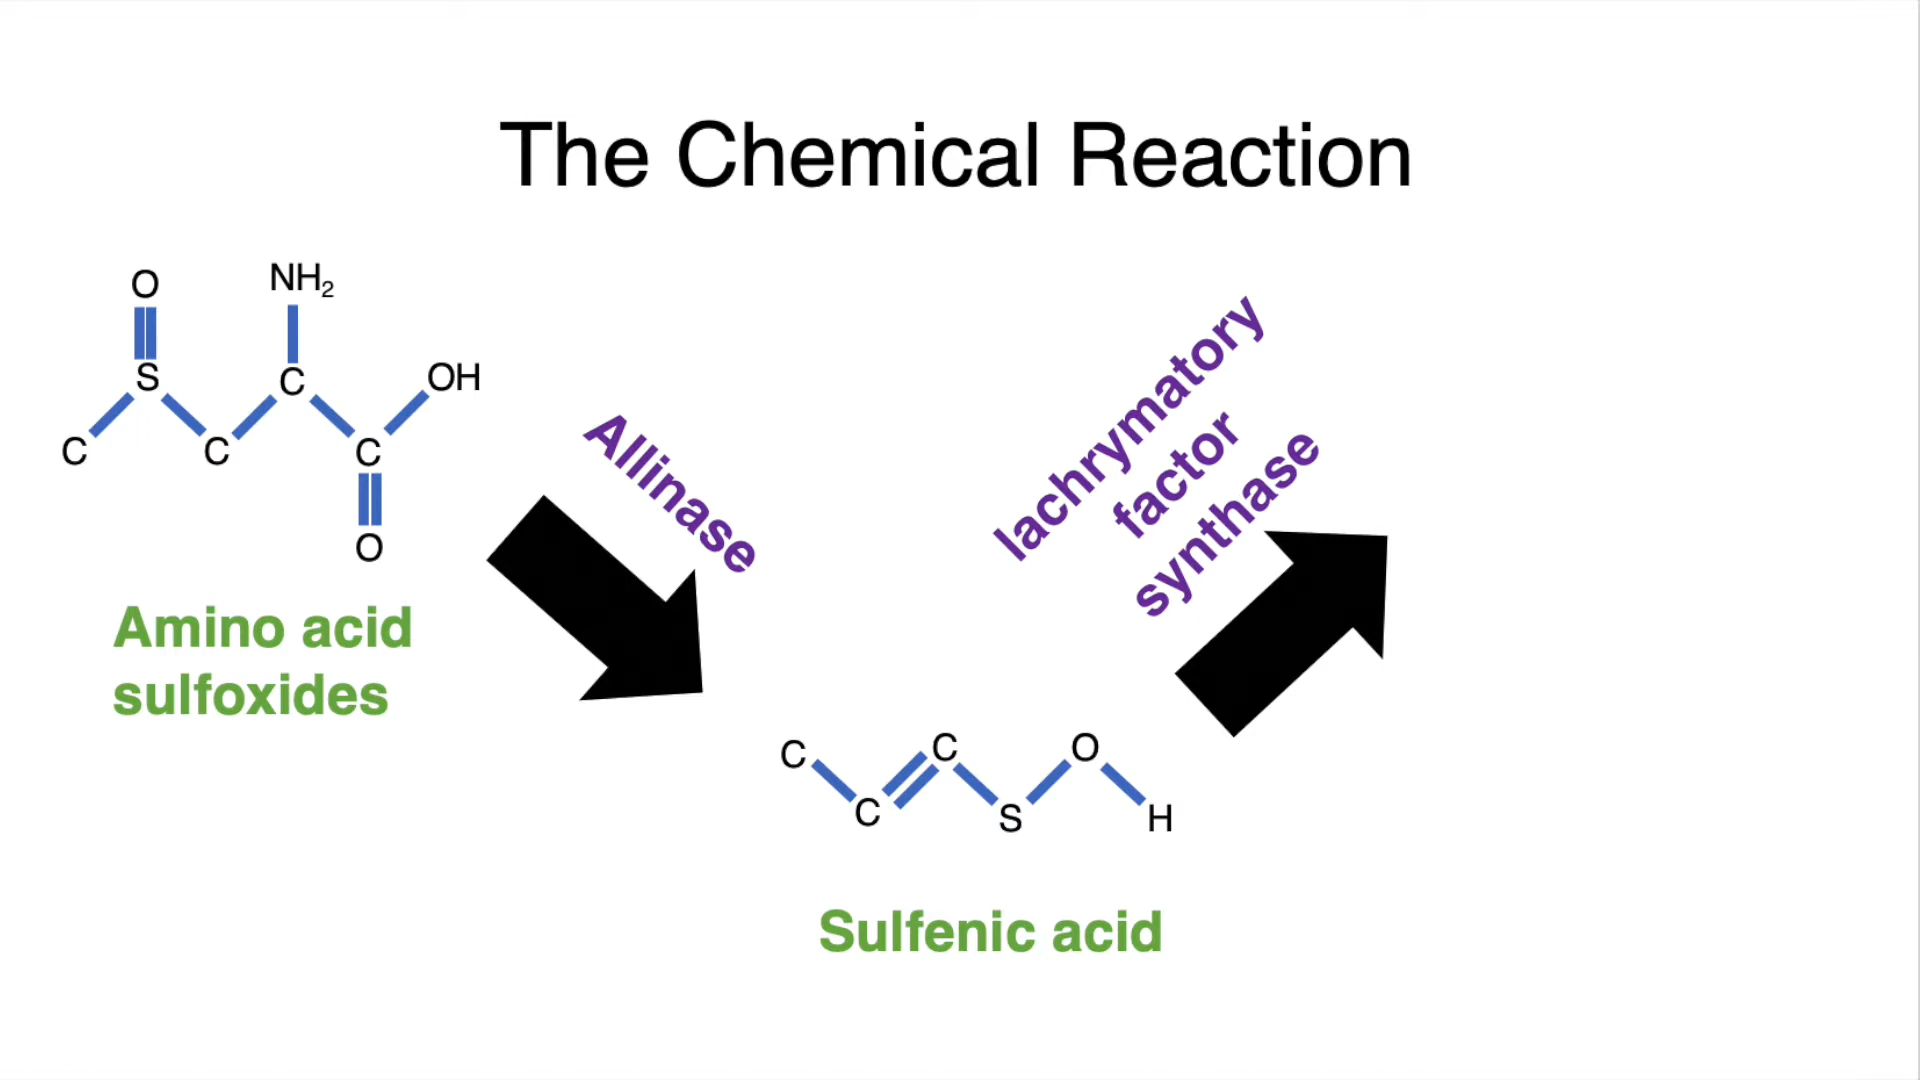 The Chemical Reaction
O
NH₂
S
C
OH
C
C
C
O
Amino acid
sulfoxides
Allinase
lachrymatory
factor
synthase
C
C
O
C
S
H
Sulfenic acid